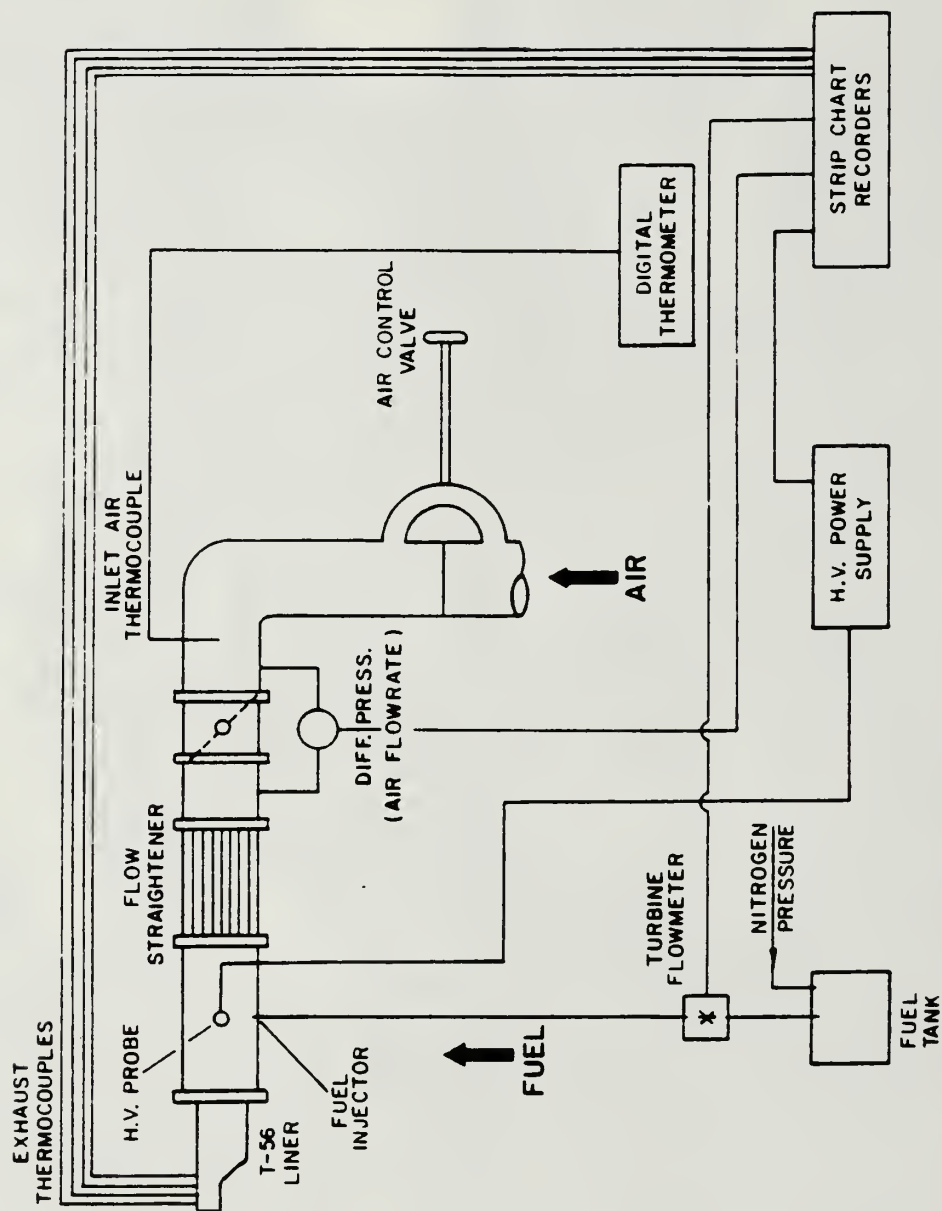 EXHAUST
THERMOCOUPLES
H.V. PROBE
T-56
LINER
FUEL
INJECTOR
FLOW
STRAIGHTENER
INLET AIR
THERMOCOUPLE
DIFF. PRESS.
(AIR FLOWRATE)
AIR CONTROL
VALVE
AIR
DIGITAL
THERMOMETER
STRIP CHART
RECORDERS
H.V. POWER
SUPPLY
FUEL
TURBINE
FLOWMETER
NITROGEN
PRESSURE
FUEL
TANK